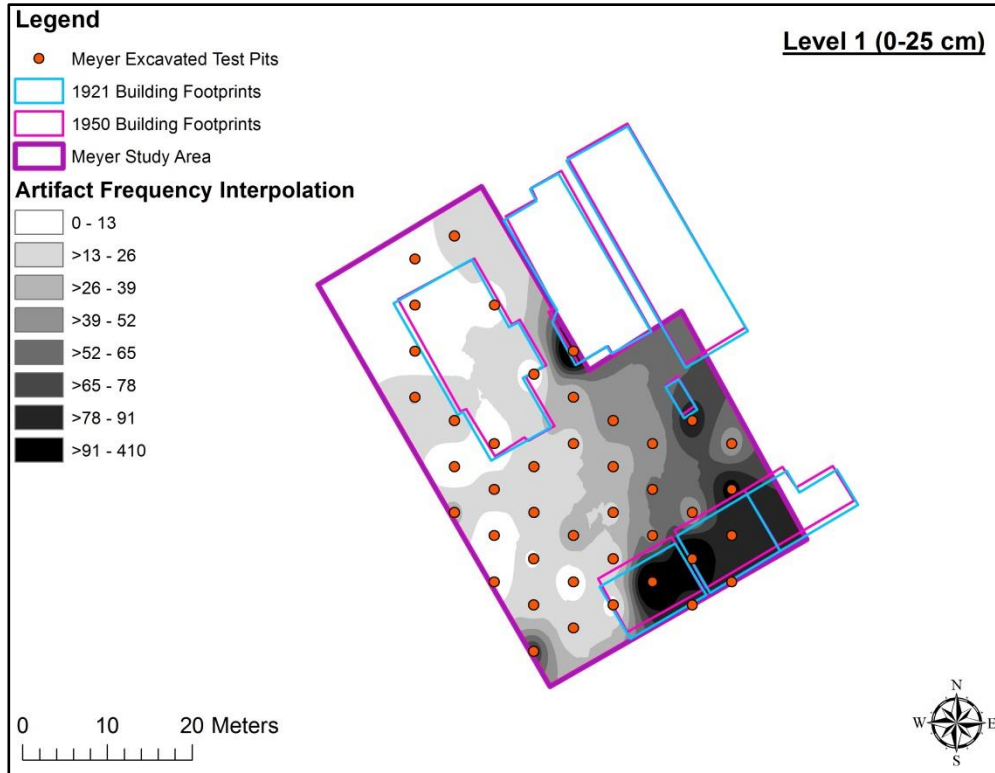 Legend
Meyer Excavated Test Pits
1921 Building Footprints
1950 Building Footprints
Meyer Study Area
Artifact Frequency Interpolation
0 - 13
>13 - 26
>26 - 39
>39 - 52
>52 - 65
>65 - 78
>78 - 91
>91 - 410
Level 1 (0-25 cm)
0 10 20 Meters
N
W E
S